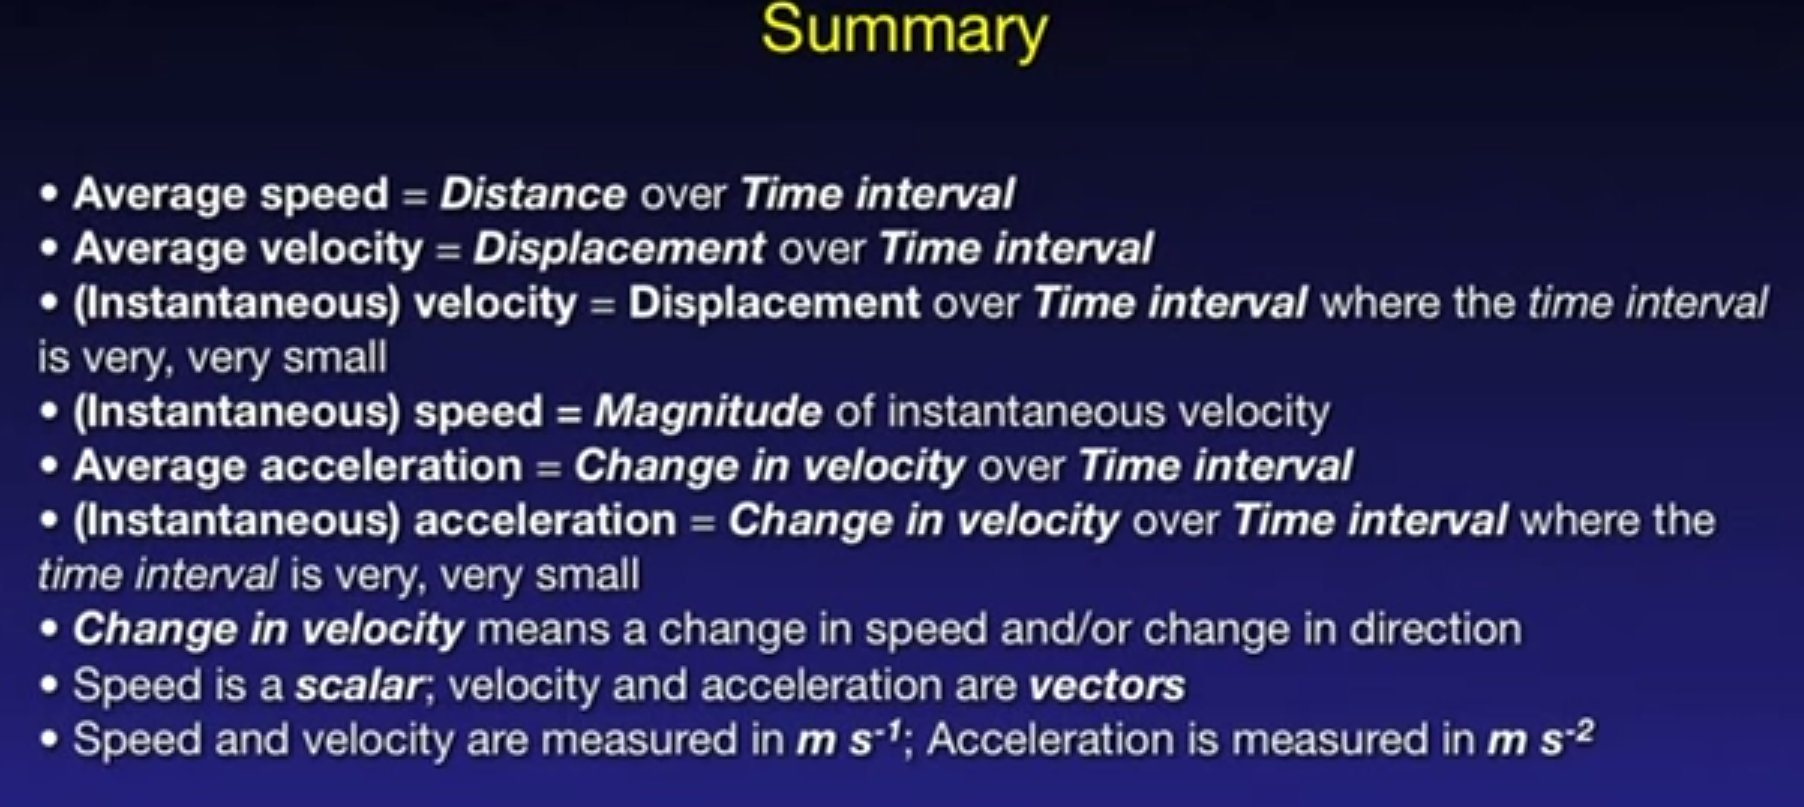 Summary
• Average speed = Distance over Time interval
• Average velocity = Displacement over Time interval
• (Instantaneous) velocity = Displacement over Time interval where the time interval
is very, very small
• (Instantaneous) speed = Magnitude of instantaneous velocity
• Average acceleration = Change in velocity over Time interval
• (Instantaneous) acceleration = Change in velocity over Time interval where the
time interval is very, very small
• Change in velocity means a change in speed and/or change in direction
• Speed is a scalar; velocity and acceleration are vectors
• Speed and velocity are measured in m s⁻¹; Acceleration is measured in m s⁻²